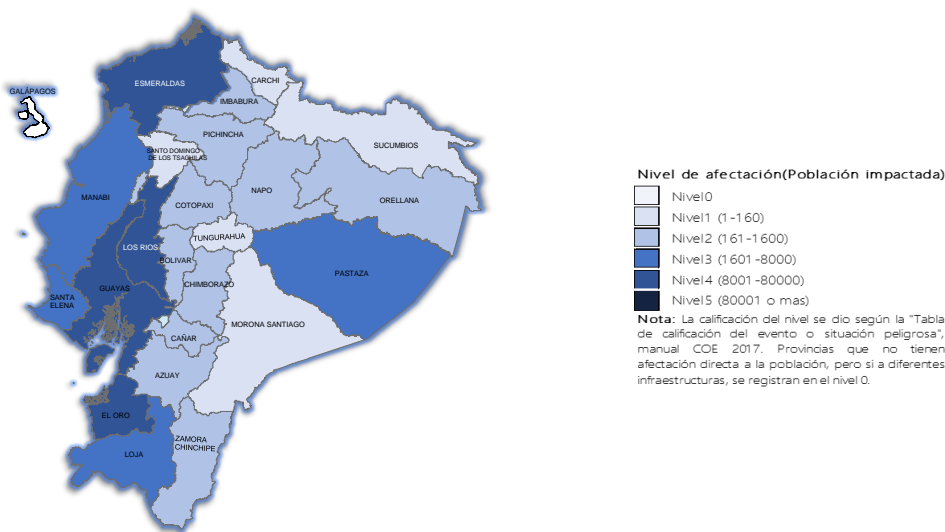 ESMERALDAS
CARCHI
GALÁPAGOS
IMBABURA
PICHINCHA
SUCUMBIOS
SANTO DOMINGO
DE LOS TSACHILAS
NAPO
MANABI
COTOPAXI
ORELLANA
TUNGURAHUA
LOS RIOS
BOLIVAR
PASTAZA
CHIMBORAZO
GUAYAS
SANTA
ELENA
MORONA SANTIAGO
CAÑAR
AZUAY
EL ORO
ZAMORA
CHINCHIPE
LOJA
Nivel de afectación(Población impactada)
Nivel0
Nivel1 (1-160)
Nivel2 (161-1600)
Nivel3 (1601-8000)
Nivel4 (8001-80000)
Nivel5 (80001 o mas)
Nota: La calificación del nivel se dio según la "Tabla
de calificación del evento o situación peligrosa",
manual COE 2017. Provincias que no tienen
afectación directa a la población, pero si a diferentes
infraestructuras, se registran en el nivel 0.